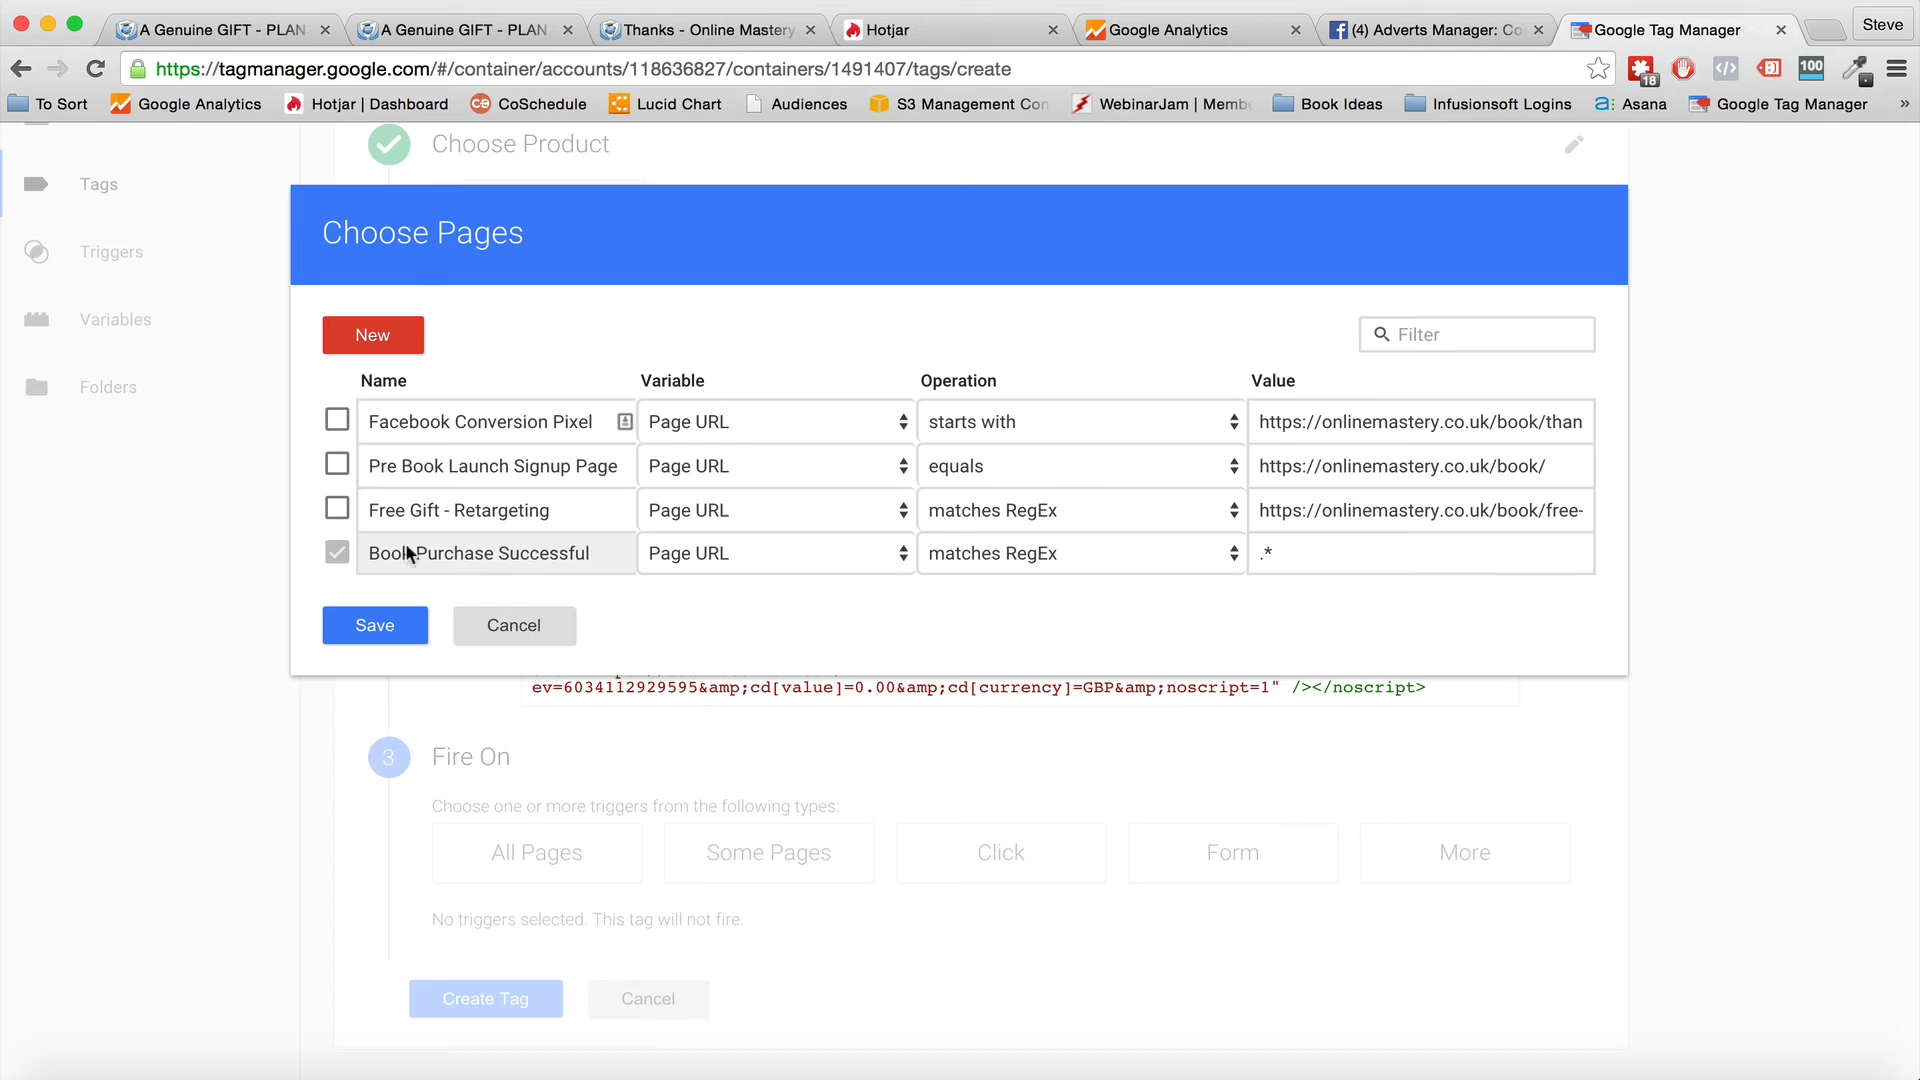 A Genuine GIFT - PLAN
A Genuine GIFT - PLAN
Thanks - Online Mastery
Hotjar
Google Analytics
(4) Adverts Manager: Co
Google Tag Manager
Steve
https://tagmanager.google.com/#/container/accounts/118636827/containers/1491407/tags/create
18
100
To Sort
Google Analytics
Hotjar | Dashboard
CoSchedule
Lucid Chart
Audiences
S3 Management Con
WebinarJam | Membe
Book Ideas
Infusionsoft Logins
Asana
Google Tag Manager
»
Tags
Triggers
Variables
Folders
Choose Product
Choose Pages
New
Filter
Name Variable Operation Value
Facebook Conversion Pixel Page URL starts with https://onlinemastery.co.uk/book/than
Pre Book Launch Signup Page Page URL equals https://onlinemastery.co.uk/book/
Free Gift - Retargeting Page URL matches RegEx https://onlinemastery.co.uk/book/free-
Book Purchase Successful Page URL matches RegEx .*
Save Cancel
ev=6034112929595&amp;cd[value]=0.00&amp;cd[currency]=GBP&amp;noscript=1" /></noscript>
3 Fire On
Choose one or more triggers from the following types:
All Pages Some Pages Click Form More
No triggers selected. This tag will not fire.
Create Tag Cancel